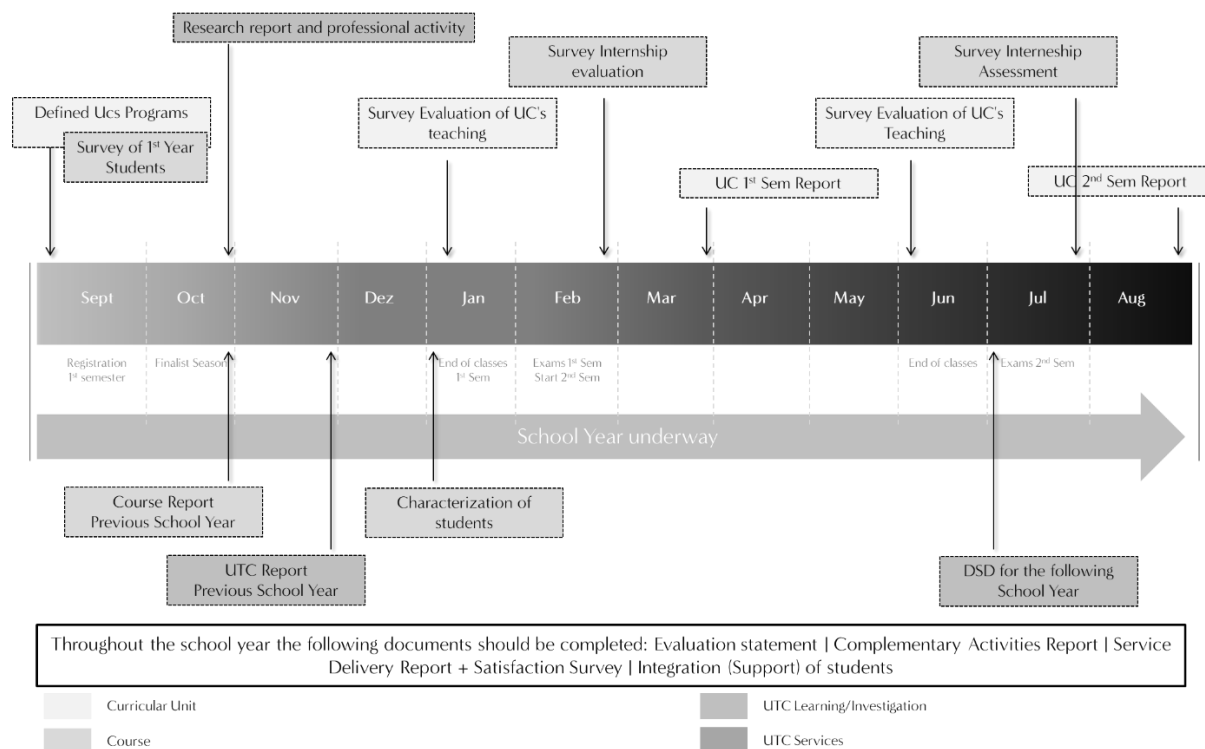 Research report and professional activity
Survey Internship
evaluation
Survey Interneship
Assessment
Defined Ucs Programs
Survey of 1st Year
Students
Survey Evaluation of UC's
teaching
Survey Evaluation of UC's
Teaching
UC 1st Sem Report
UC 2nd Sem Report
Sept Oct Nov Dez Jan Feb Mar Apr May Jun Jul Aug
Registration
1st semester
Finalist Season
End of classes
1st Sem
Exams 1st Sem
Start 2nd Sem
End of classes
Exams 2nd Sem
School Year underway
Course Report
Previous School Year
Characterization of
students
UTC Report
Previous School Year
DSD for the following
School Year
Throughout the school year the following documents should be completed: Evaluation statement | Complementary Activities Report | Service
Delivery Report + Satisfaction Survey | Integration (Support) of students
Curricular Unit
UTC Learning/Investigation
Course
UTC Services